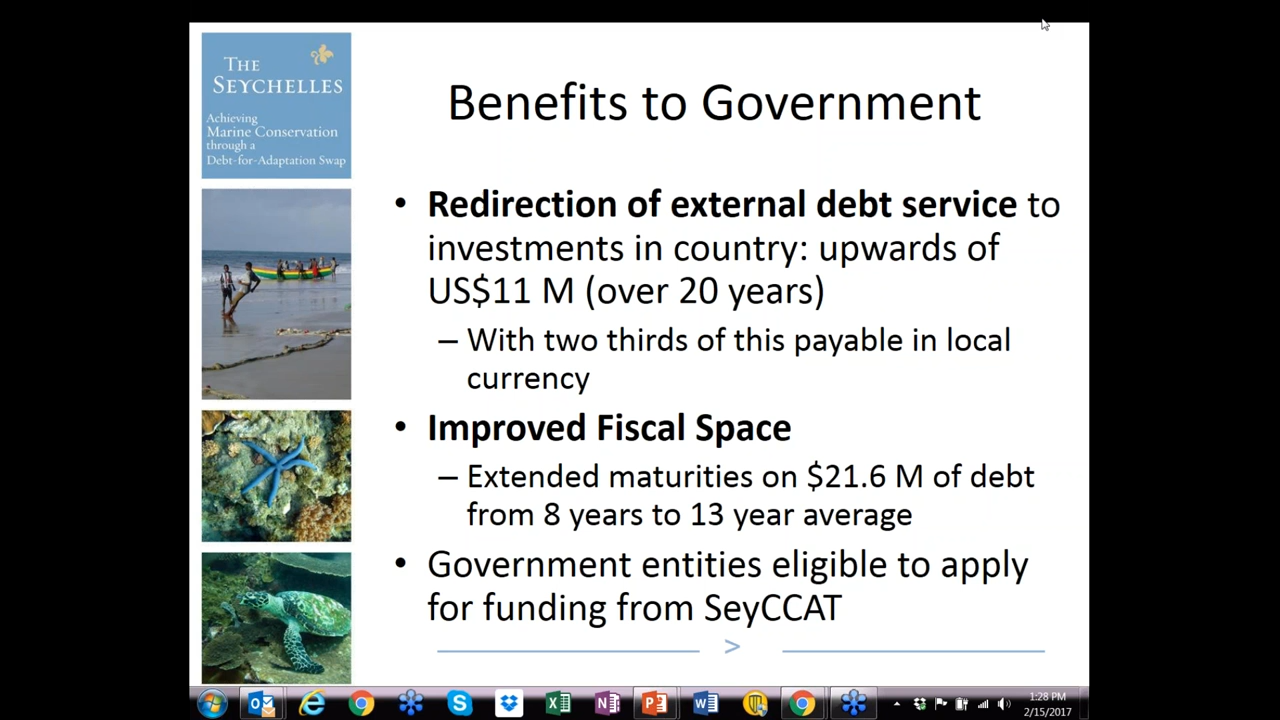 THE
SEYCHELLES
Achieving
Marine Conservation
through a
Debt-for-Adaptation Swap
Benefits to Government
• Redirection of external debt service to
investments in country: upwards of
US$11 M (over 20 years)
– With two thirds of this payable in local
currency
• Improved Fiscal Space
– Extended maturities on $21.6 M of debt
from 8 years to 13 year average
• Government entities eligible to apply
for funding from SeyCCAT
>
1:28 PM
2/15/2017